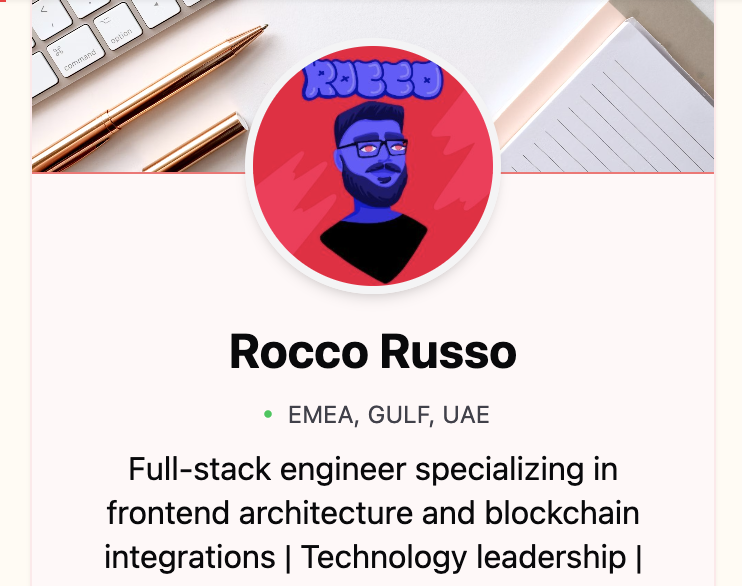 command
option
ROCCO
Rocco Russo
EMEA, GULF, UAE
Full-stack engineer specializing in
frontend architecture and blockchain
integrations | Technology leadership |